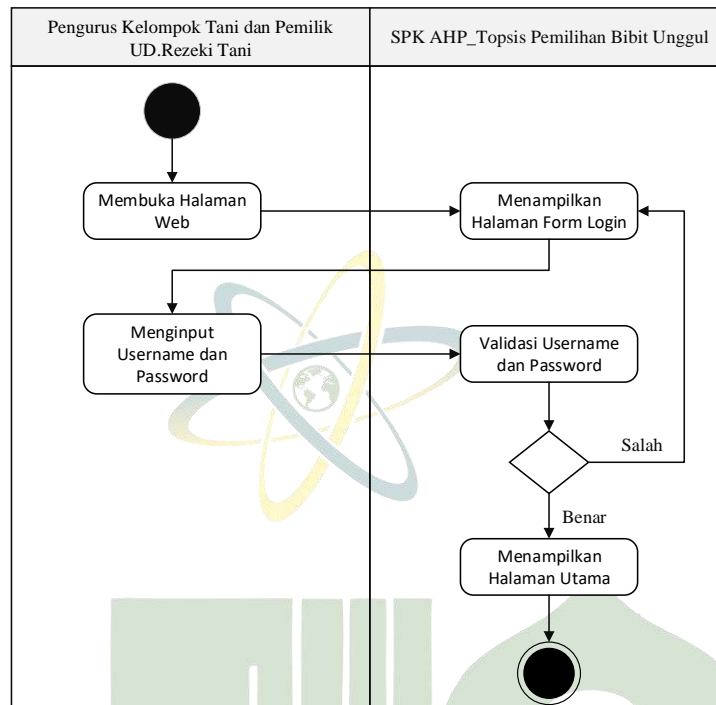 Pengurus Kelompok Tani dan Pemilik
UD.Rezeki Tani
SPK AHP_Topsis Pemilihan Bibit Unggul
Membuka Halaman
Web
Menampilkan
Halaman Form Login
Menginput
Username dan
Password
Validasi Username
dan Password
Salah
Benar
Menampilkan
Halaman Utama